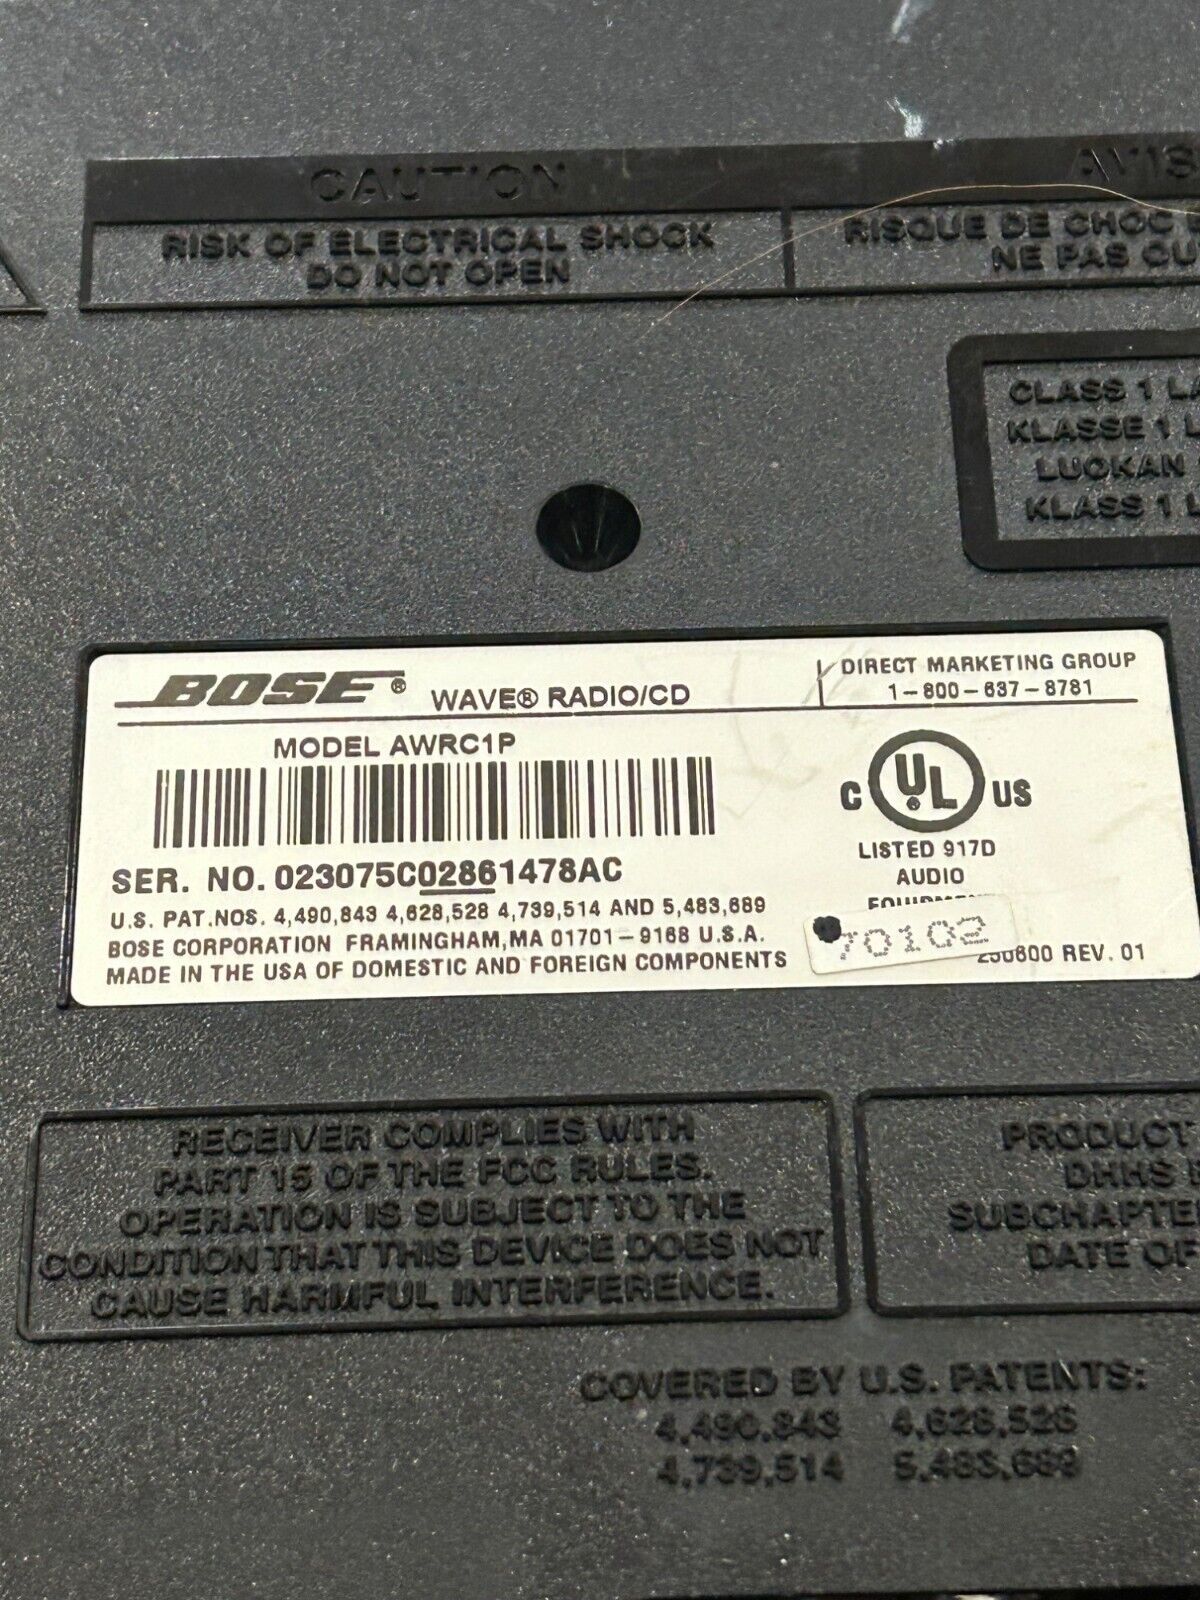 CAUTION
RISK OF ELECTRICAL SHOCK
DO NOT OPEN
AVIS
RISQUE DE CHOC
NE PAS OU
CLASS 1 LA
KLASSE 1 L
LUOKAN
KLASS 1 L
BOSE® WAVE® RADIO/CD
MODEL AWRC1P
DIRECT MARKETING GROUP
1-800-637-8781
C UL® US
LISTED 917D
AUDIO
EQUIPMEN
SER. NO. 023075C02861478AC
U.S. PAT.NOS. 4,490,843 4,628,528 4,739,514 AND 5,483,689
BOSE CORPORATION FRAMINGHAM,MA 01701-9168 U.S.A.
MADE IN THE USA OF DOMESTIC AND FOREIGN COMPONENTS
70102
REV. 01
RECEIVER COMPLIES WITH
PART 15 OF THE FCC RULES.
OPERATION IS SUBJECT TO THE
CONDITION THAT THIS DEVICE DOES NOT
CAUSE HARMFUL INTERFERENCE.
PRODUCT
DHHS
SUBCHAPTE
DATE OF
COVERED BY U.S. PATENTS:
4,490,843 4,628,528
4,739,514 5,483,689